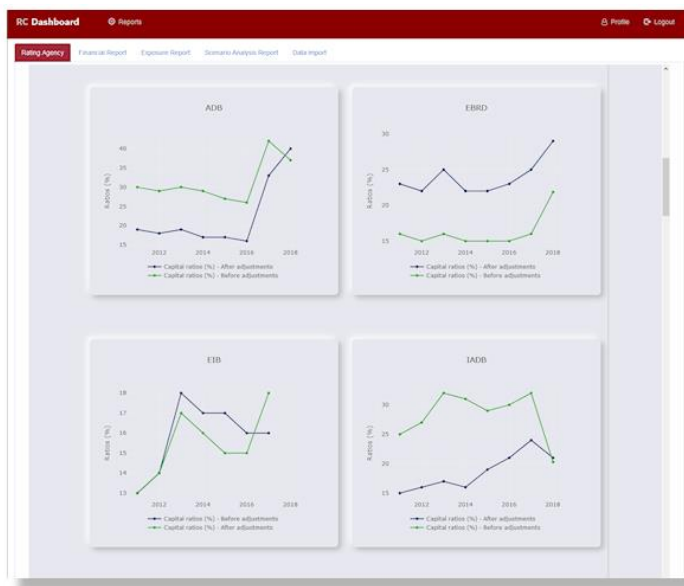 RC Dashboard Reports Profile Logout
Rating Agency Financial Report Exposure Report Scenario Analysis Report Data Import
ADB
Ratios (%)
40
35
30
25
20
15
2012 2014 2016 2018
Capital ratios (%) - After adjustments
Capital ratios (%) - Before adjustments
EBRD
Ratios (%)
30
25
20
15
2012 2014 2016 2018
Capital ratios (%) - After adjustments
Capital ratios (%) - Before adjustments
EIB
Ratios (%)
18
17
16
15
14
13
2012 2014 2016 2018
Capital ratios (%) - Before adjustments
Capital ratios (%) - After adjustments
IADB
Ratios (%)
30
25
20
15
2012 2014 2016 2018
Capital ratios (%) - After adjustments
Capital ratios (%) - Before adjustments